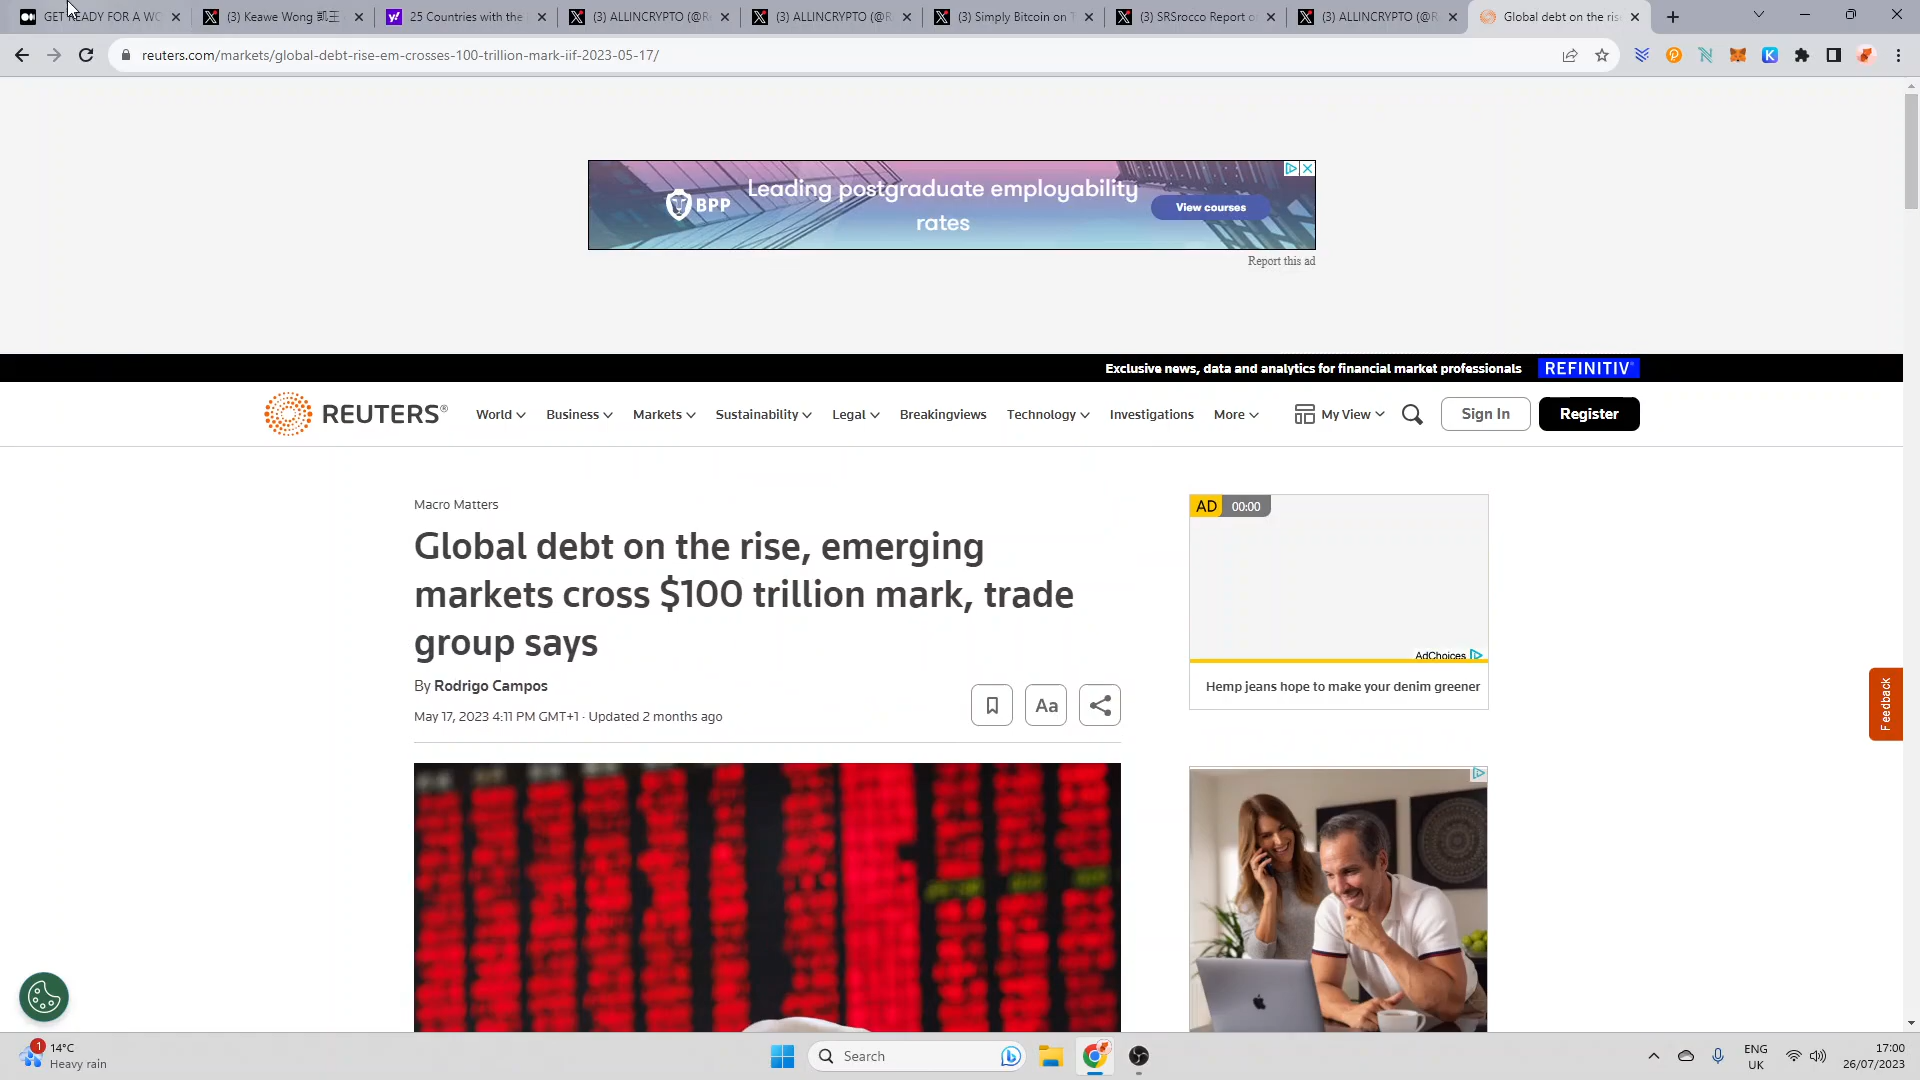 GET READY FOR A WO
(3) Keawe Wong 凯王
25 Countries with the
(3) ALLINCRYPTO (@R
(3) ALLINCRYPTO (@R
(3) Simply Bitcoin on T
(3) SRSrocco Report o
(3) ALLINCRYPTO (@R
Global debt on the ris
reuters.com/markets/global-debt-rise-em-crosses-100-trillion-mark-iif-2023-05-17/
BPP
Leading postgraduate employability
rates
View courses
Report this ad
Exclusive news, data and analytics for financial market professionals
REFINITIV
REUTERS®
World
Business
Markets
Sustainability
Legal
Breakingviews
Technology
Investigations
More
My View
Sign In
Register
Macro Matters
Global debt on the rise, emerging
markets cross $100 trillion mark, trade
group says
By Rodrigo Campos
May 17, 2023 4:11 PM GMT+1 · Updated 2 months ago
Aa
AD 00:00
AdChoices
Hemp jeans hope to make your denim greener
Feedback
1
14°C
Heavy rain
Search
ENG
UK
17:00
26/07/2023